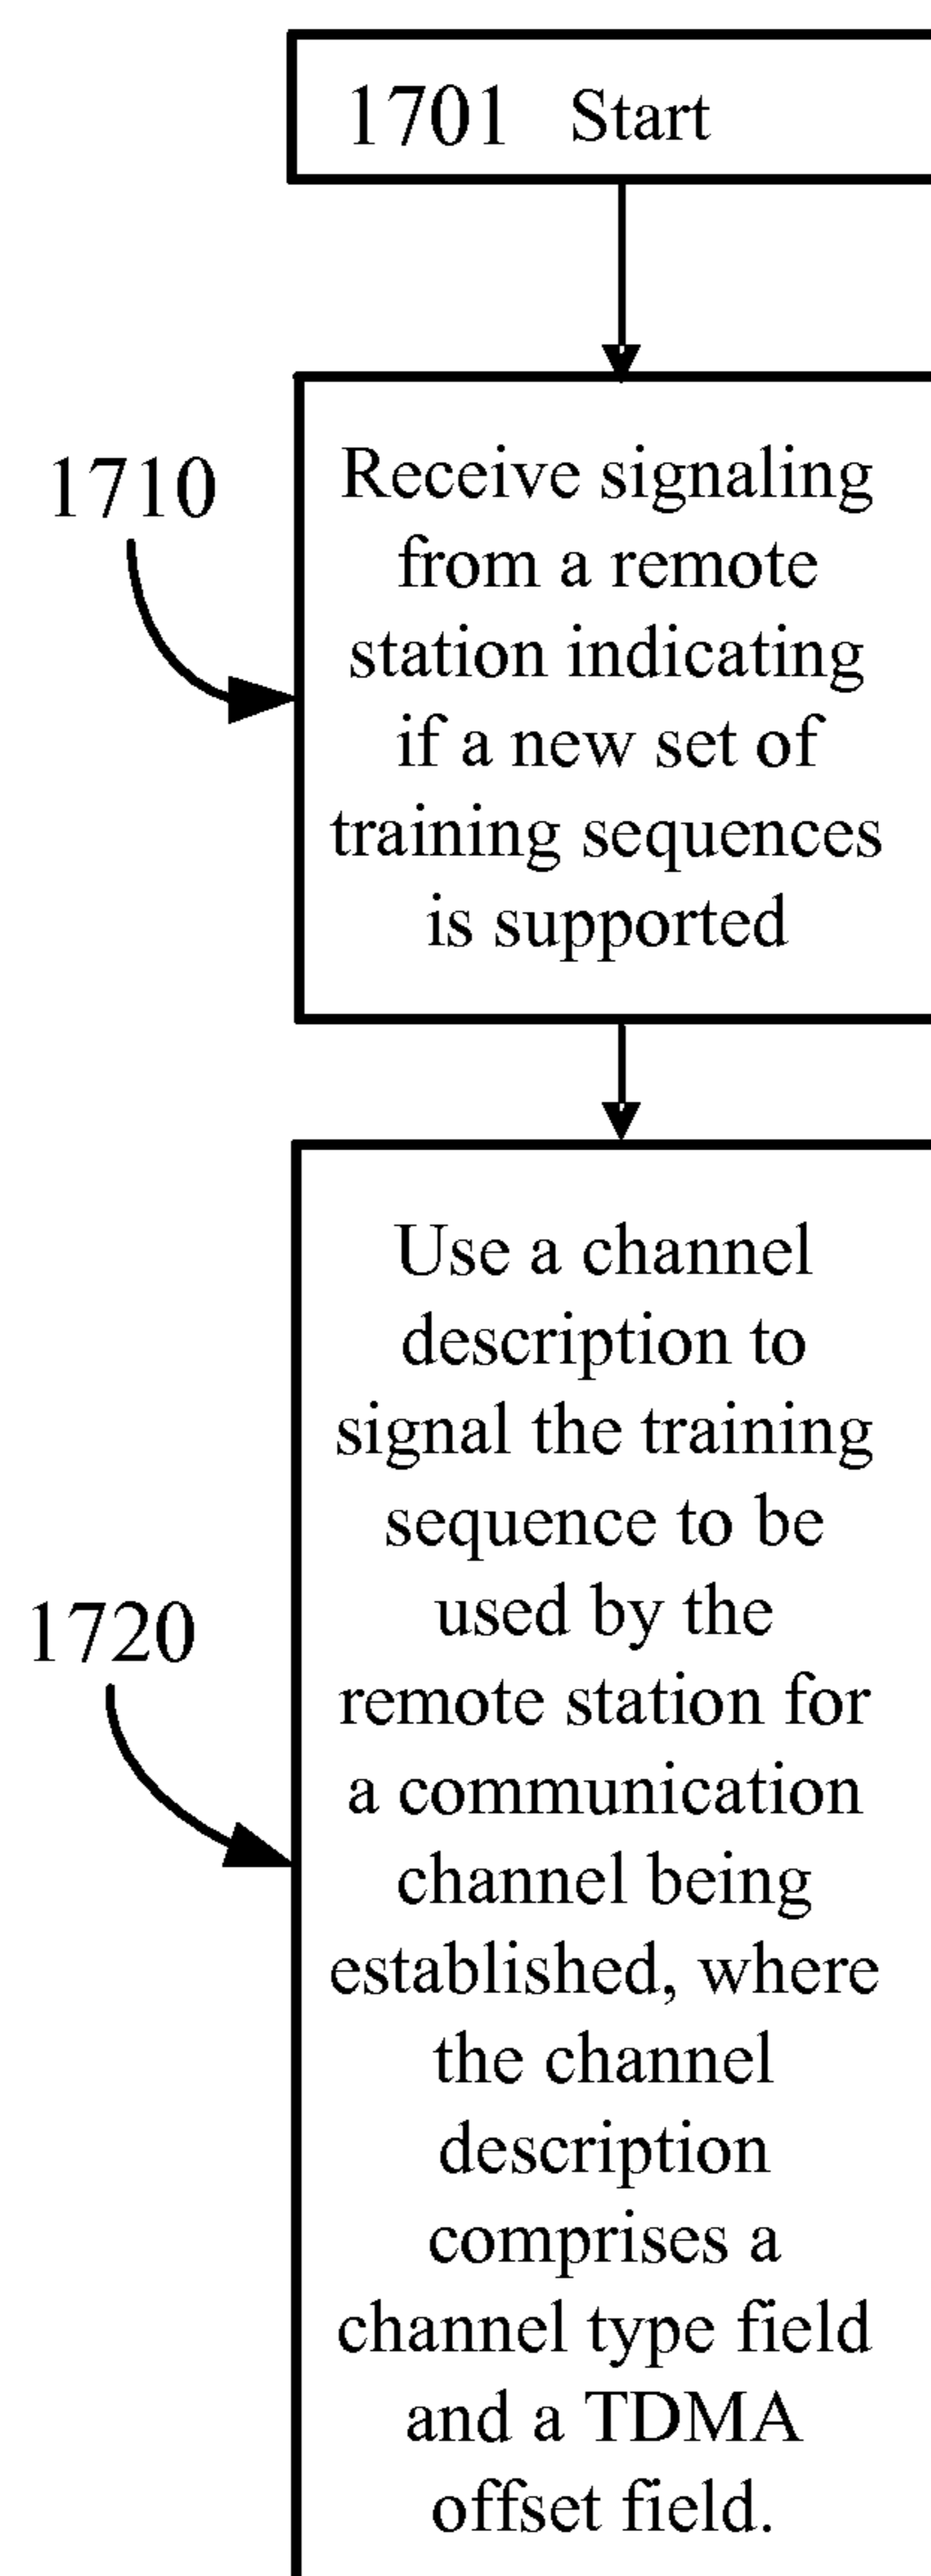 1701 Start
1710
Receive signaling
from a remote
station indicating
if a new set of
training sequences
is supported
1720
Use a channel
description to
signal the training
sequence to be
used by the
remote station for
a communication
channel being
established, where
the channel
description
comprises a
channel type field
and a TDMA
offset field.